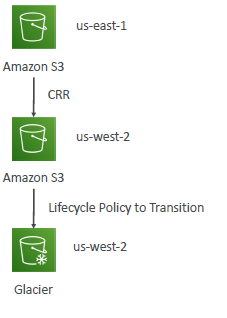 us-east-1
Amazon S3
CRR
us-west-2
Amazon S3
Lifecycle Policy to Transition
us-west-2
Glacier